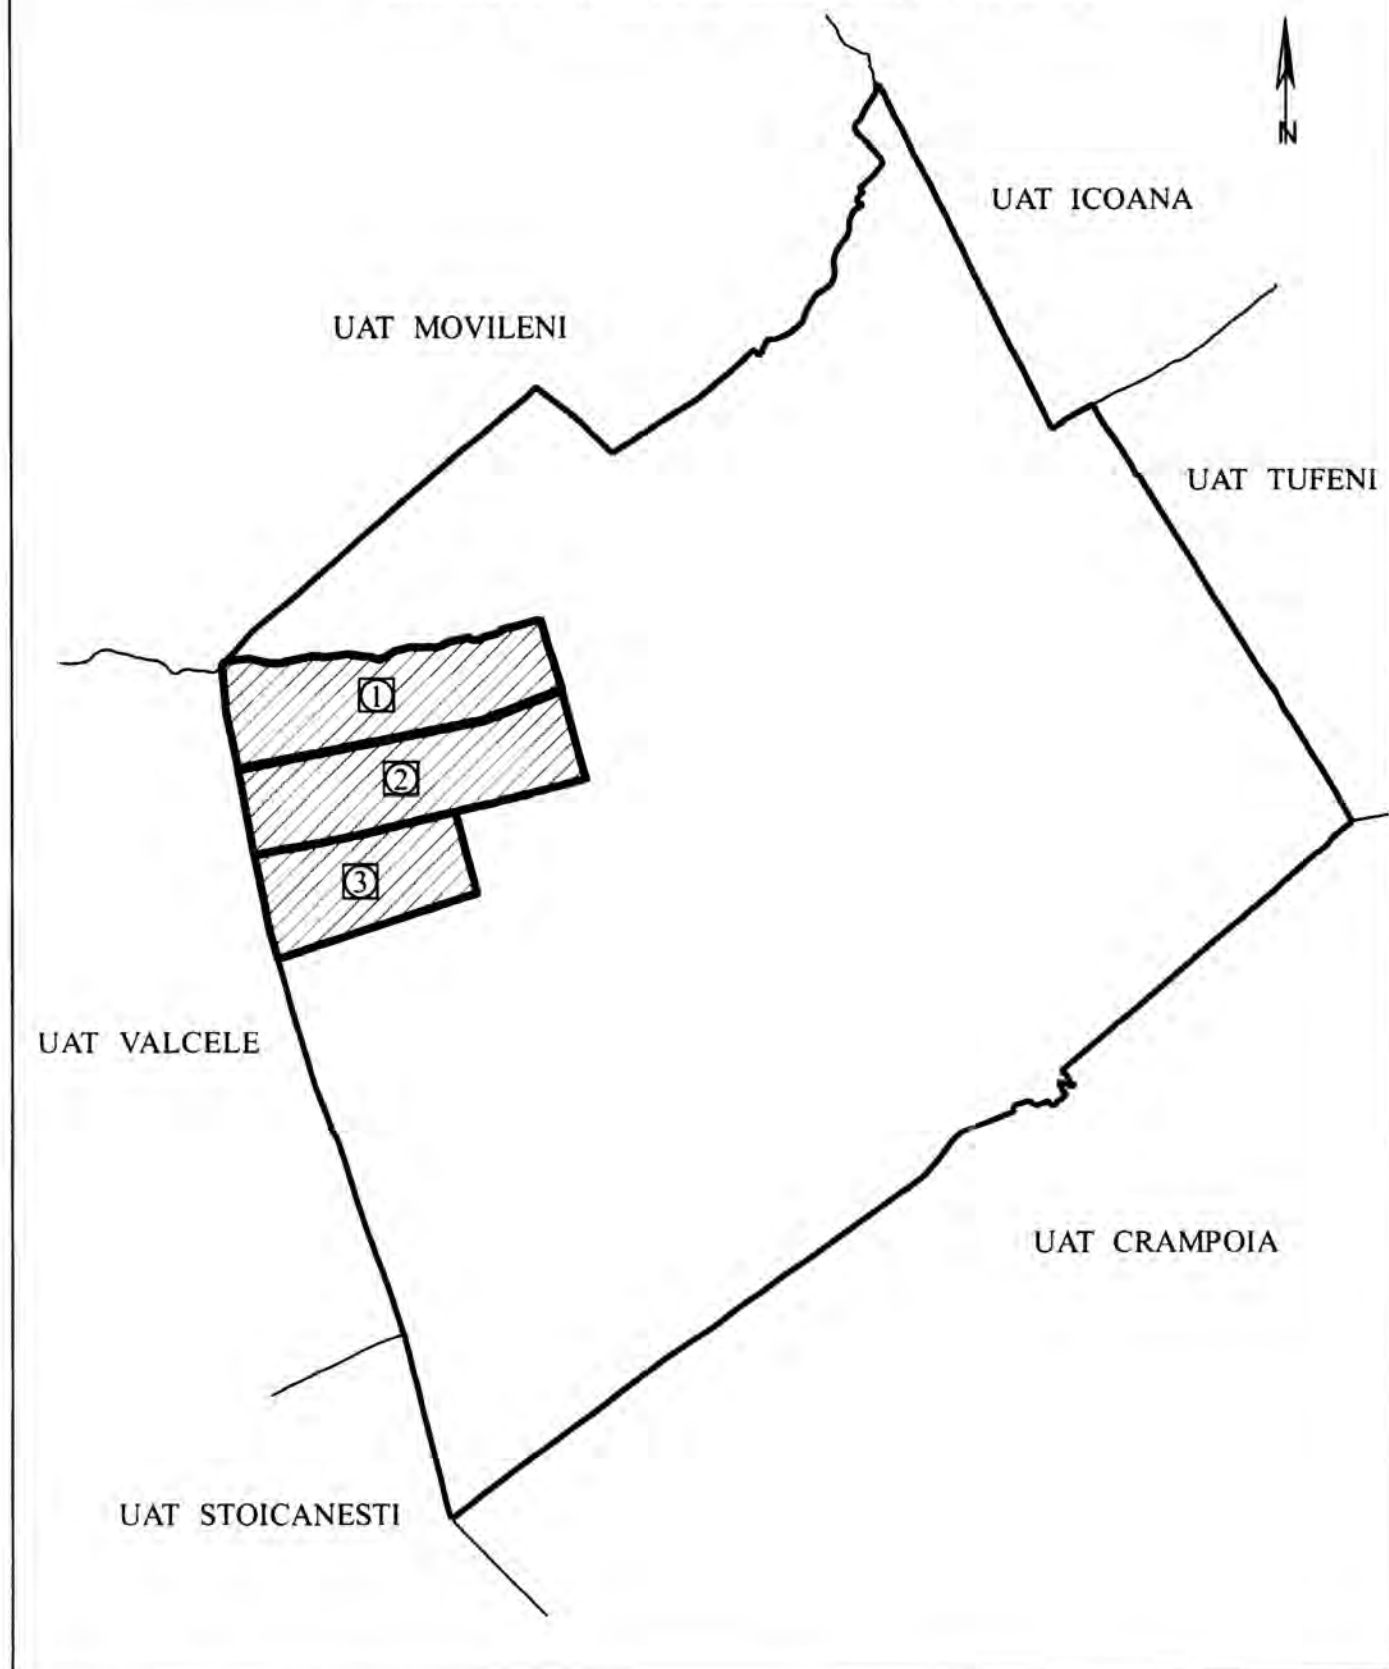 N
UAT ICOANA
UAT MOVILENI
UAT TUFENI
1
2
3
UAT VALCELE
UAT CRAMPOIA
UAT STOICANESTI